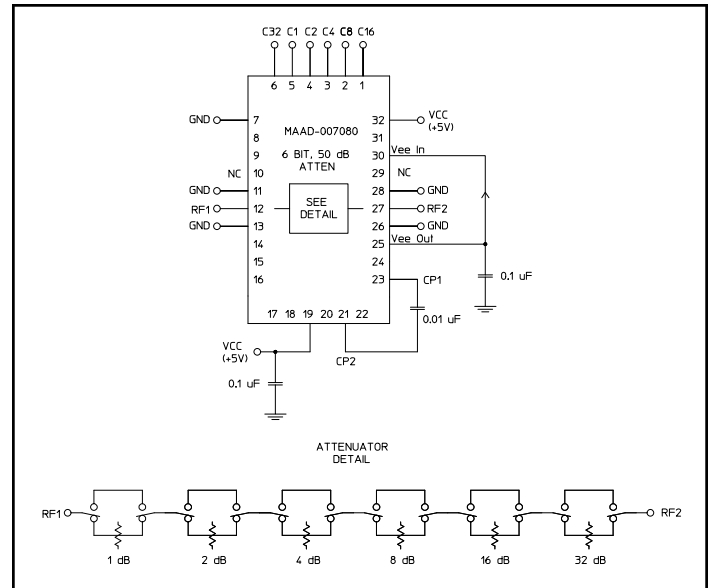 C32 C1 C2 C4 C8 C16
6 5 4 3 2 1
GND 7 32 VCC
(+5V)
8 MAAD-007080 31
9 6 BIT, 50 dB 30 Vee In
ATTEN
NC 10 29 NC
GND 11 28 GND
RF1 12 SEE 27 RF2
DETAIL
GND 13 26 GND
14 25 Vee Out
15 24
16 23 CP1
0.1 uF
17 18 19 20 21 22
0.01 uF
VCC
(+5V)
CP2
0.1 uF
ATTENUATOR
DETAIL
RF1 RF2
1 dB 2 dB 4 dB 8 dB 16 dB 32 dB